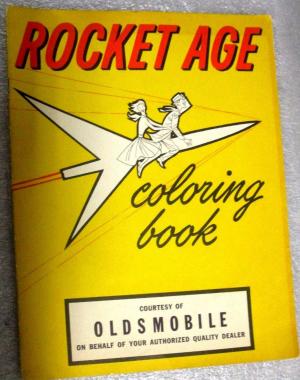 ROCKET AGE
coloring
book
COURTESY OF
OLDSMOBILE
ON BEHALF OF YOUR AUTHORIZED QUALITY DEALER